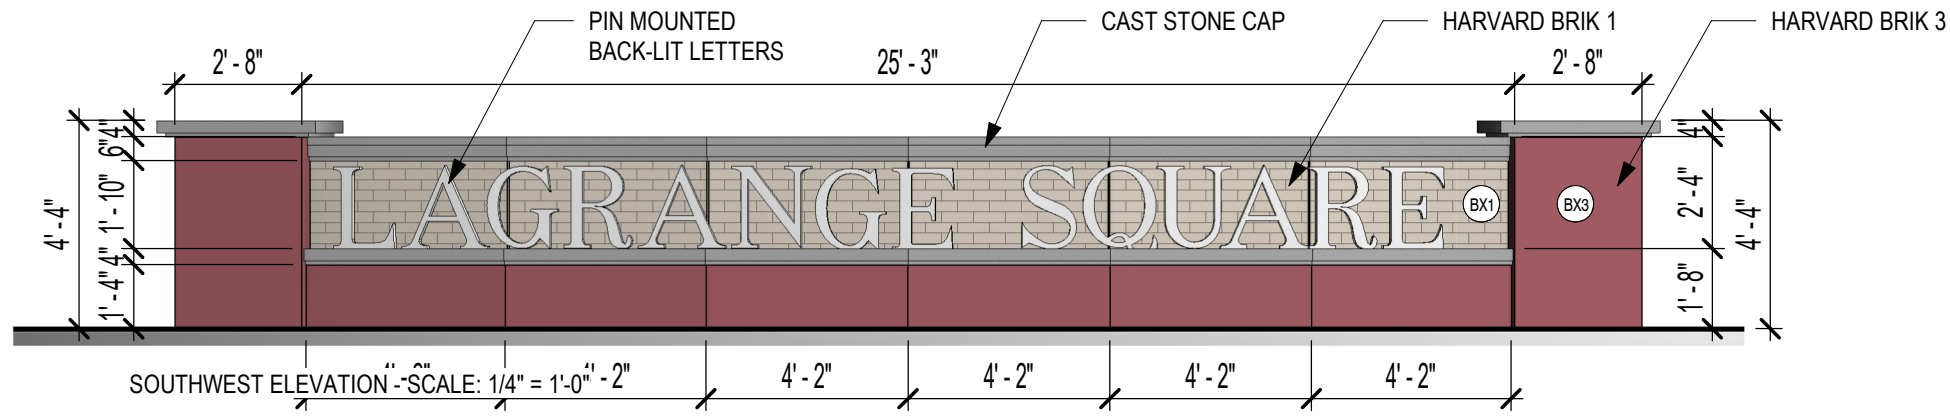 PIN MOUNTED
BACK-LIT LETTERS
CAST STONE CAP
HARVARD BRIK 1
HARVARD BRIK 3
2' - 8"
25' - 3"
2' - 8"
4"
6"
1' - 10"
4"
1' - 4"
4' - 4"
LAGRANGE SQUARE
BX1
BX3
4"
2' - 4"
1' - 8"
4' - 4"
4' - 2"
4' - 2"
4' - 2"
4' - 2"
SOUTHWEST ELEVATION - SCALE: 1/4" = 1'-0"